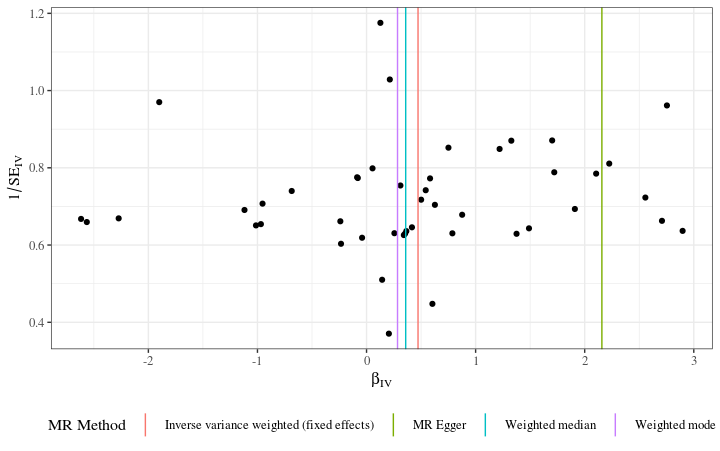 1.2
1.0
0.8
0.6
0.4
1/SE_IV
-2 -1 0 1 2 3
β_IV
MR Method Inverse variance weighted (fixed effects) MR Egger Weighted median Weighted mode